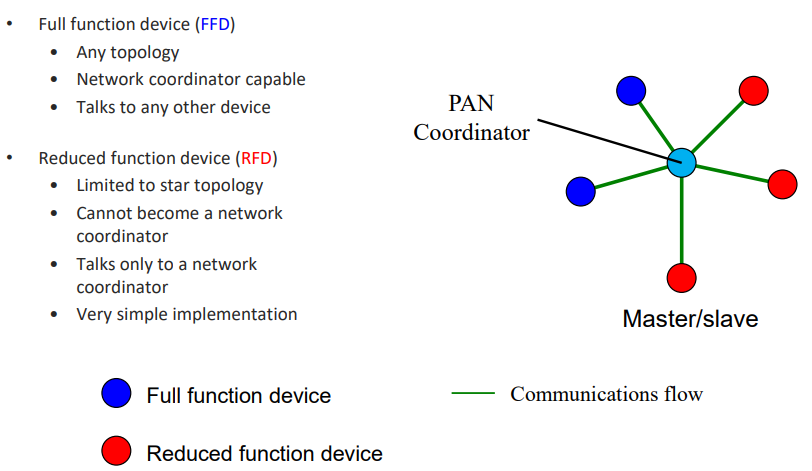 • Full function device (FFD)
• Any topology
• Network coordinator capable
• Talks to any other device
• Reduced function device (RFD)
• Limited to star topology
• Cannot become a network
coordinator
• Talks only to a network
coordinator
• Very simple implementation
PAN
Coordinator
Master/slave
Full function device
Communications flow
Reduced function device